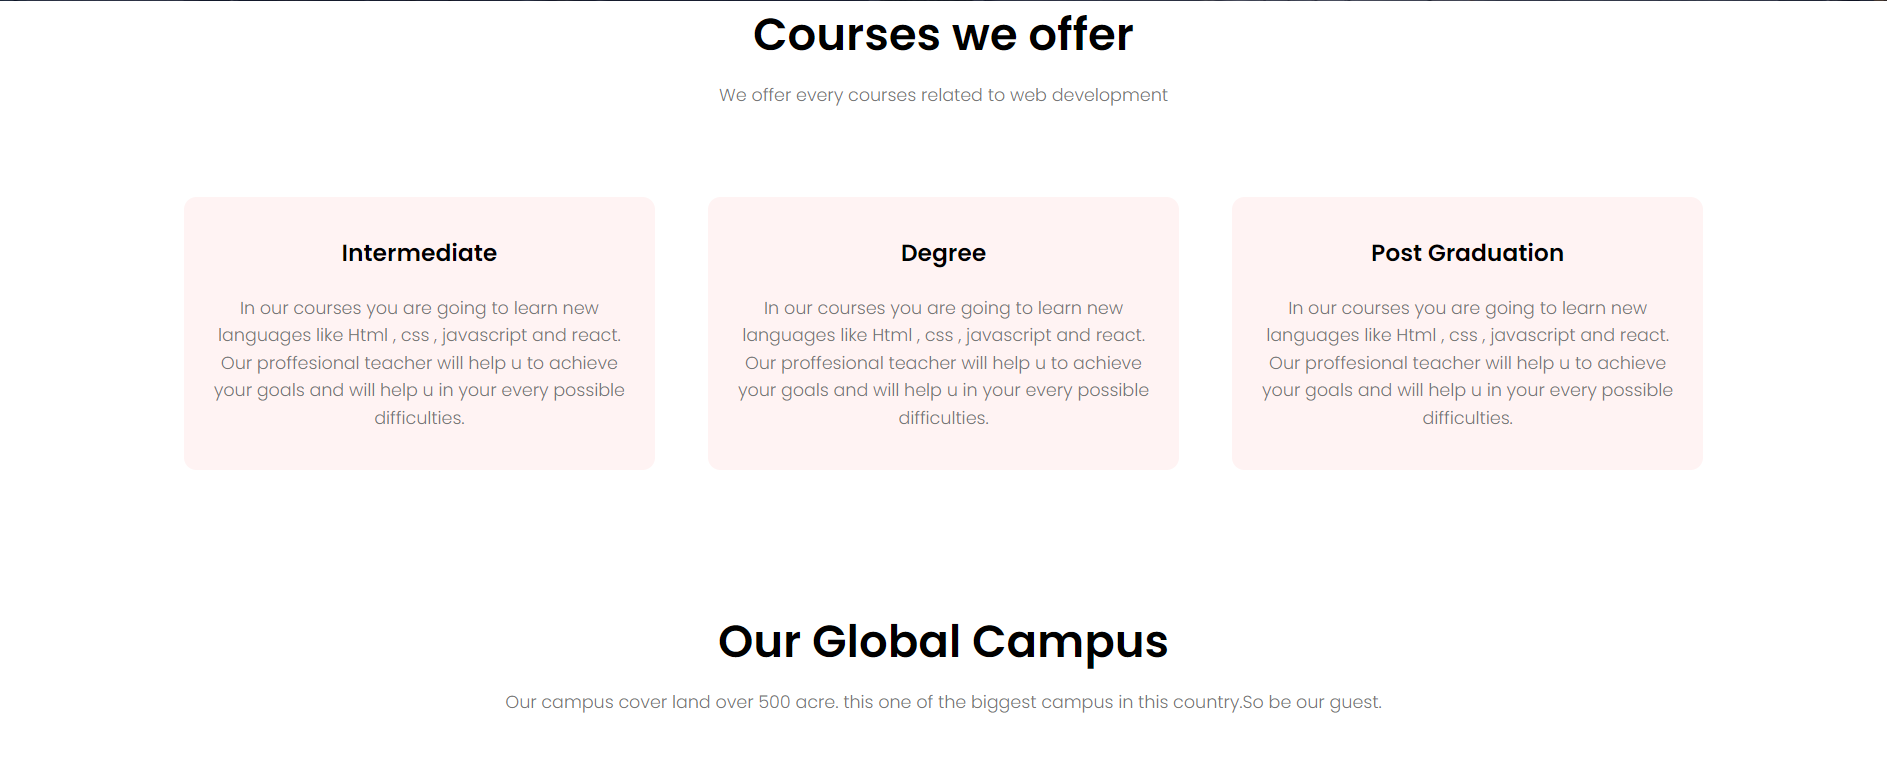 Courses we offer
We offer every courses related to web development
Intermediate
In our courses you are going to learn new
languages like Html , css , javascript and react.
Our proffesional teacher will help u to achieve
your goals and will help u in your every possible
difficulties.
Degree
In our courses you are going to learn new
languages like Html , css , javascript and react.
Our proffesional teacher will help u to achieve
your goals and will help u in your every possible
difficulties.
Post Graduation
In our courses you are going to learn new
languages like Html , css , javascript and react.
Our proffesional teacher will help u to achieve
your goals and will help u in your every possible
difficulties.
Our Global Campus
Our campus cover land over 500 acre. this one of the biggest campus in this country.So be our guest.